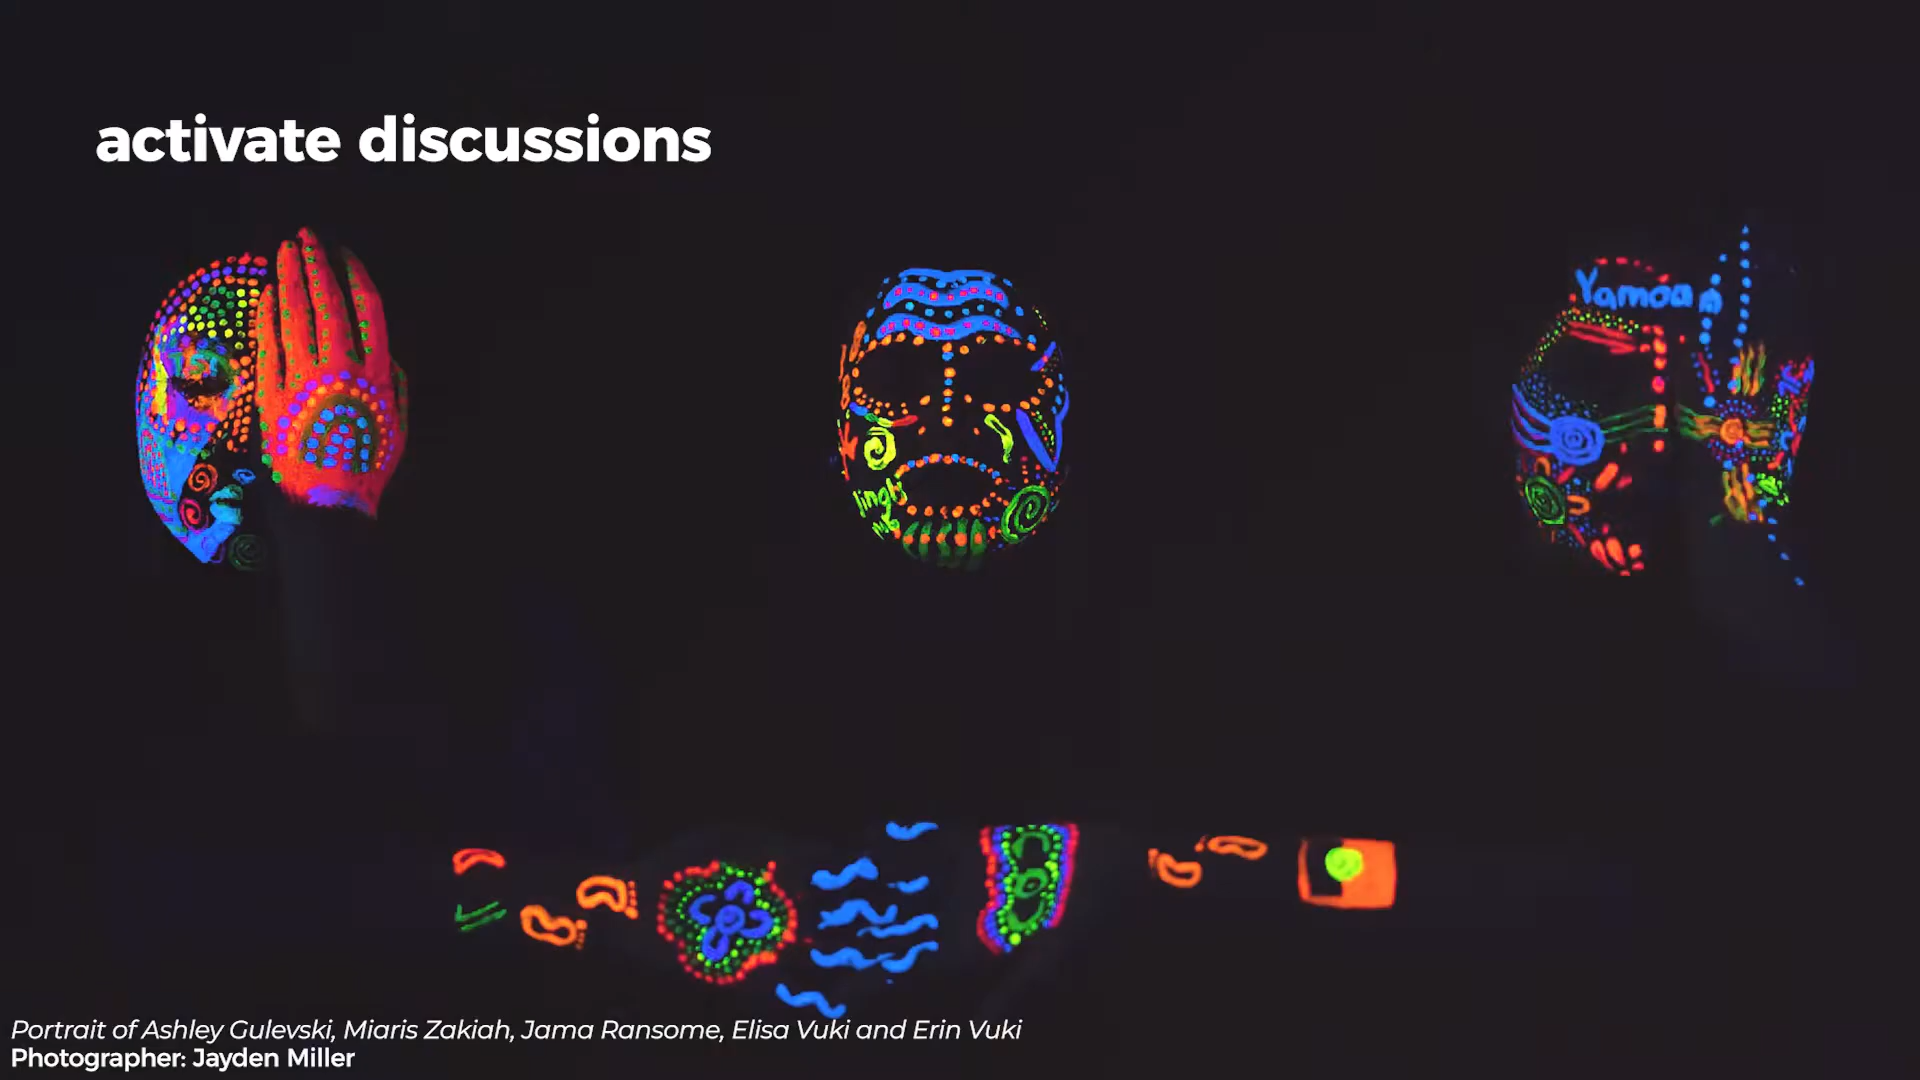 activate discussions
Yamoa
Portrait of Ashley Gulevski, Miaris Zakiah, Jama Ransome, Elisa Vuki and Erin Vuki
Photographer: Jayden Miller